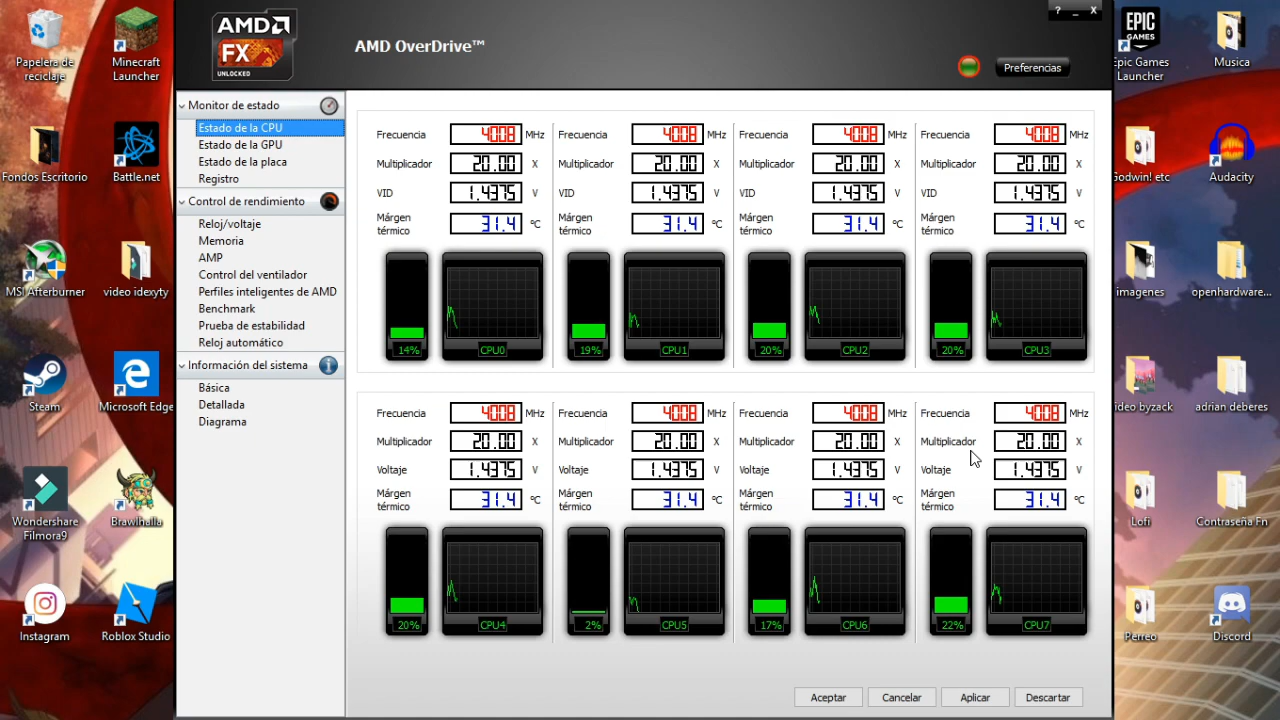 Papelera de
reciclaje
Minecraft
Launcher
Fondos Escritorio
Battle.net
MSI Afterburner
video idexyty
Steam
Microsoft Edge
Wondershare
Filmora9
Brawlhalla
Instagram
Roblox Studio
AMD
FX
UNLOCKED
AMD OverDrive™
? _ X
Preferencias
Monitor de estado
Estado de la CPU
Estado de la GPU
Estado de la placa
Registro
Control de rendimiento
Reloj/voltaje
Memoria
AMP
Control del ventilador
Perfiles inteligentes de AMD
Benchmark
Prueba de estabilidad
Reloj automático
Información del sistema
Básica
Detallada
Diagrama
Frecuencia 4008 MHz Frecuencia 4008 MHz Frecuencia 4008 MHz Frecuencia 4008 MHz
Multiplicador 20.00 X Multiplicador 20.00 X Multiplicador 20.00 X Multiplicador 20.00 X
VID 1.4375 V VID 1.4375 V VID 1.4375 V VID 1.4375 V
Márgen térmico 31.4 °C Márgen térmico 31.4 °C Márgen térmico 31.4 °C Márgen térmico 31.4 °C
14% CPU0 19% CPU1 20% CPU2 20% CPU3
Frecuencia 4008 MHz Frecuencia 4008 MHz Frecuencia 4008 MHz Frecuencia 4008 MHz
Multiplicador 20.00 X Multiplicador 20.00 X Multiplicador 20.00 X Multiplicador 20.00 X
Voltaje 1.4375 V Voltaje 1.4375 V Voltaje 1.4375 V Voltaje 1.4375 V
Márgen térmico 31.4 °C Márgen térmico 31.4 °C Márgen térmico 31.4 °C Márgen térmico 31.4 °C
20% CPU4 2% CPU5 17% CPU6 22% CPU7
Aceptar Cancelar Aplicar Descartar
EPIC
GAMES
Epic Games
Launcher
Musica
Godwin! etc
Audacity
imagenes
openhardware...
ideo byzack
adrian deberes
Lofi
Contraseña Fn
Perreo
Discord